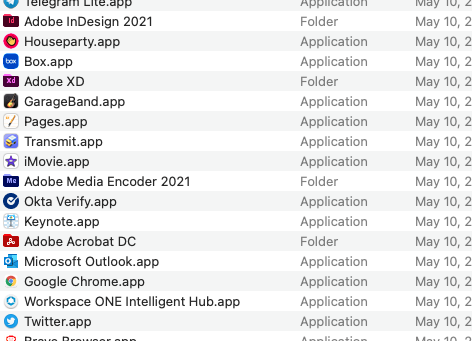 Telegram Lite.app Application May 10, 2
Adobe InDesign 2021 Folder May 10, 2
Houseparty.app Application May 10, 2
box Box.app Application May 10, 2
Xd Adobe XD Folder May 10, 2
GarageBand.app Application May 10, 2
Pages.app Application May 10, 2
Transmit.app Application May 10, 2
iMovie.app Application May 10, 2
Me Adobe Media Encoder 2021 Folder May 10, 2
Okta Verify.app Application May 10, 2
Keynote.app Application May 10, 2
Adobe Acrobat DC Folder May 10, 2
Microsoft Outlook.app Application May 10, 2
Google Chrome.app Application May 10, 2
Workspace ONE Intelligent Hub.app Application May 10, 2
Twitter.app Application May 10, 2
Brave Browser.app Application May 10, 2